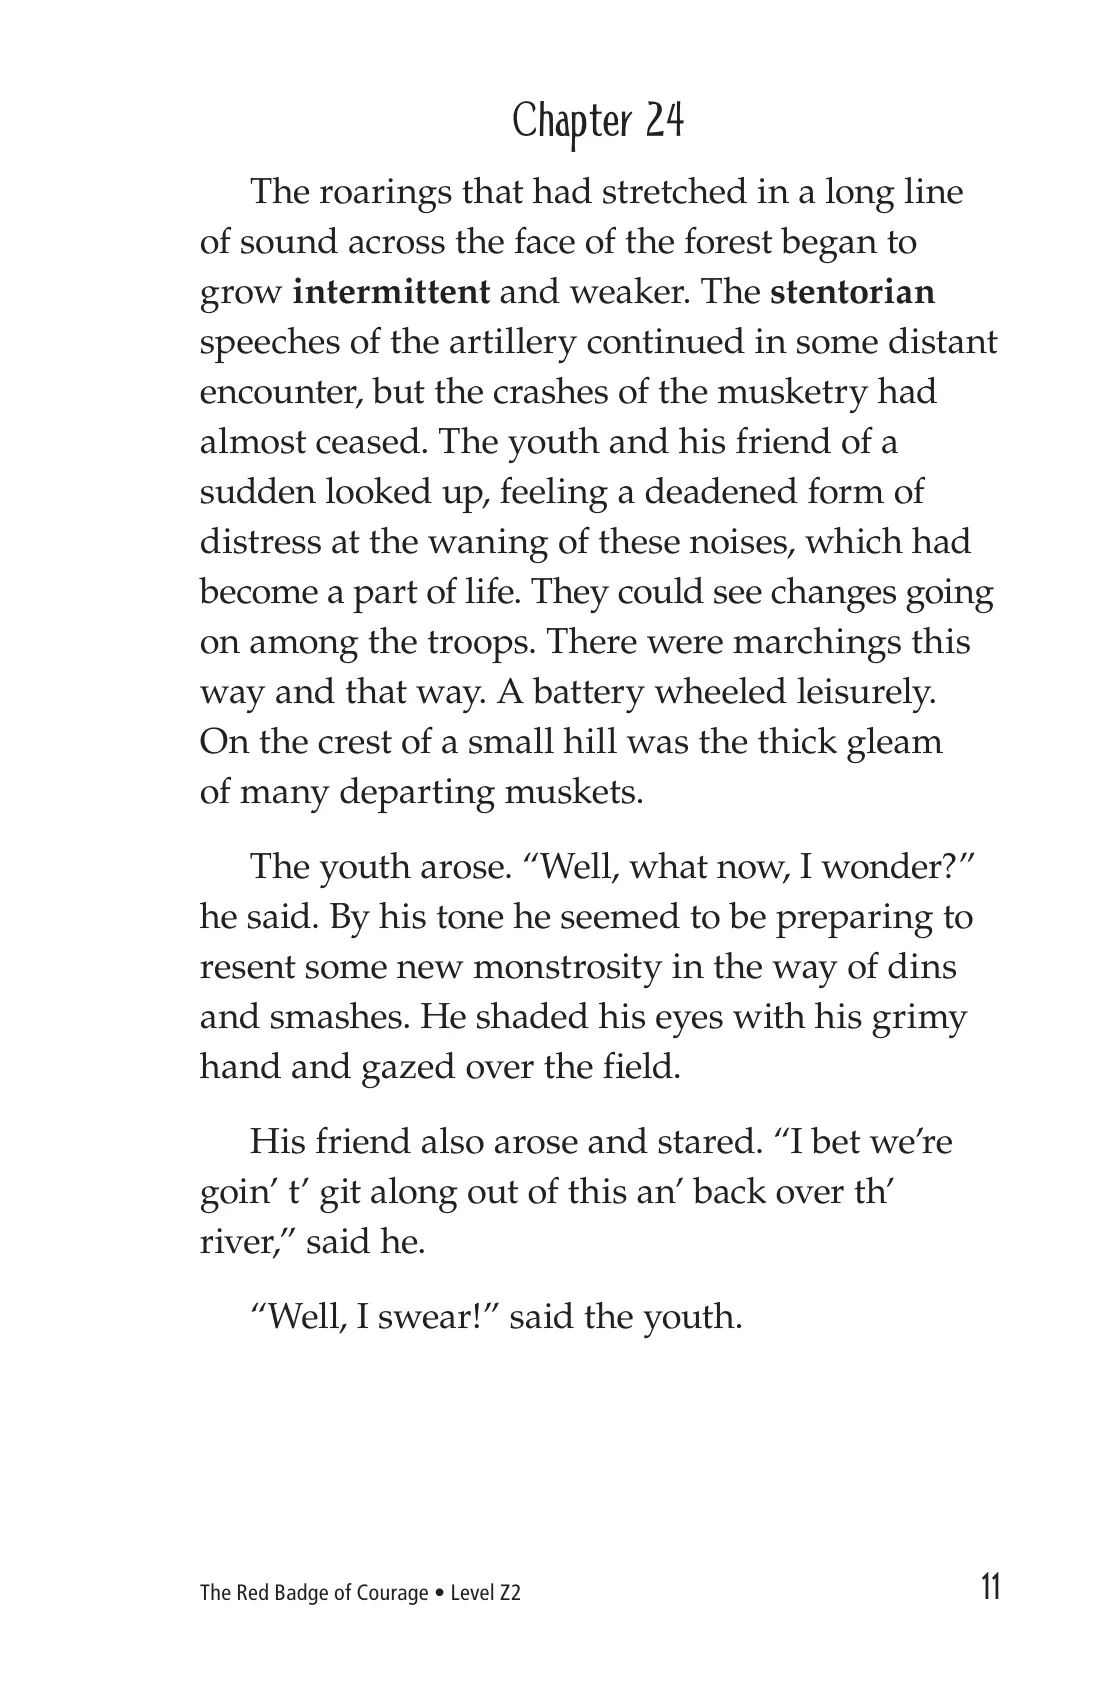 Chapter 24
The roarings that had stretched in a long line
of sound across the face of the forest began to
grow intermittent and weaker. The stentorian
speeches of the artillery continued in some distant
encounter, but the crashes of the musketry had
almost ceased. The youth and his friend of a
sudden looked up, feeling a deadened form of
distress at the waning of these noises, which had
become a part of life. They could see changes going
on among the troops. There were marchings this
way and that way. A battery wheeled leisurely.
On the crest of a small hill was the thick gleam
of many departing muskets.
The youth arose. “Well, what now, I wonder?”
he said. By his tone he seemed to be preparing to
resent some new monstrosity in the way of dins
and smashes. He shaded his eyes with his grimy
hand and gazed over the field.
His friend also arose and stared. “I bet we’re
goin’ t’ git along out of this an’ back over th’
river,” said he.
“Well, I swear!” said the youth.
The Red Badge of Courage • Level Z2 11